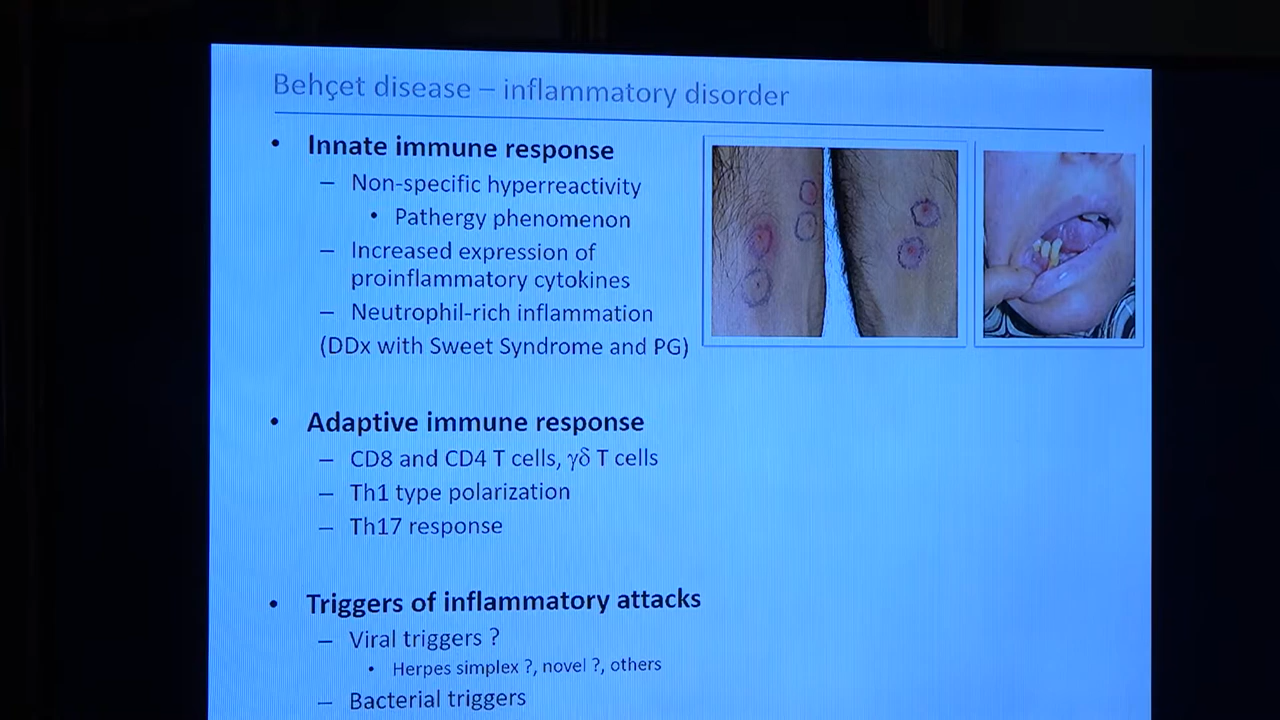 Behçet disease – inflammatory disorder
• Innate immune response
– Non-specific hyperreactivity
• Pathergy phenomenon
– Increased expression of
proinflammatory cytokines
– Neutrophil-rich inflammation
(DDx with Sweet Syndrome and PG)
• Adaptive immune response
– CD8 and CD4 T cells, γδ T cells
– Th1 type polarization
– Th17 response
• Triggers of inflammatory attacks
– Viral triggers ?
• Herpes simplex ?, novel ?, others
– Bacterial triggers